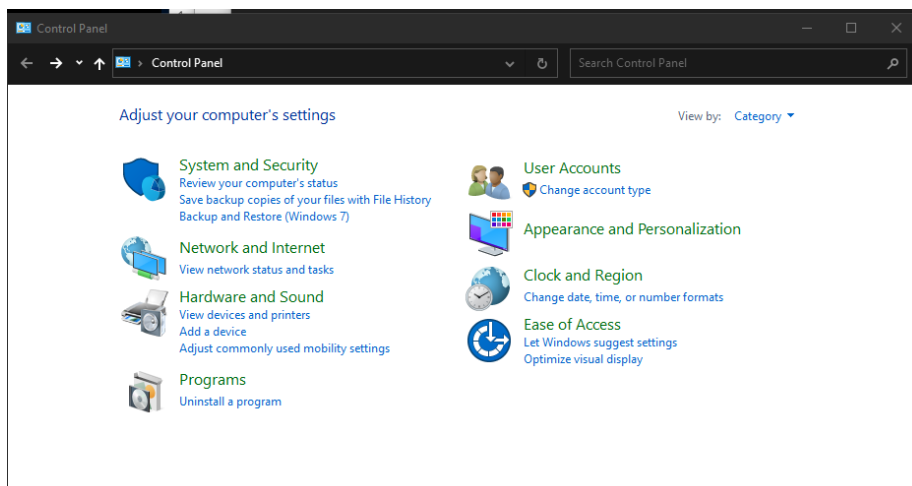 Control Panel
Control Panel
Search Control Panel
Adjust your computer's settings
View by: Category
System and Security
Review your computer's status
Save backup copies of your files with File History
Backup and Restore (Windows 7)
Network and Internet
View network status and tasks
Hardware and Sound
View devices and printers
Add a device
Adjust commonly used mobility settings
Programs
Uninstall a program
User Accounts
Change account type
Appearance and Personalization
Clock and Region
Change date, time, or number formats
Ease of Access
Let Windows suggest settings
Optimize visual display